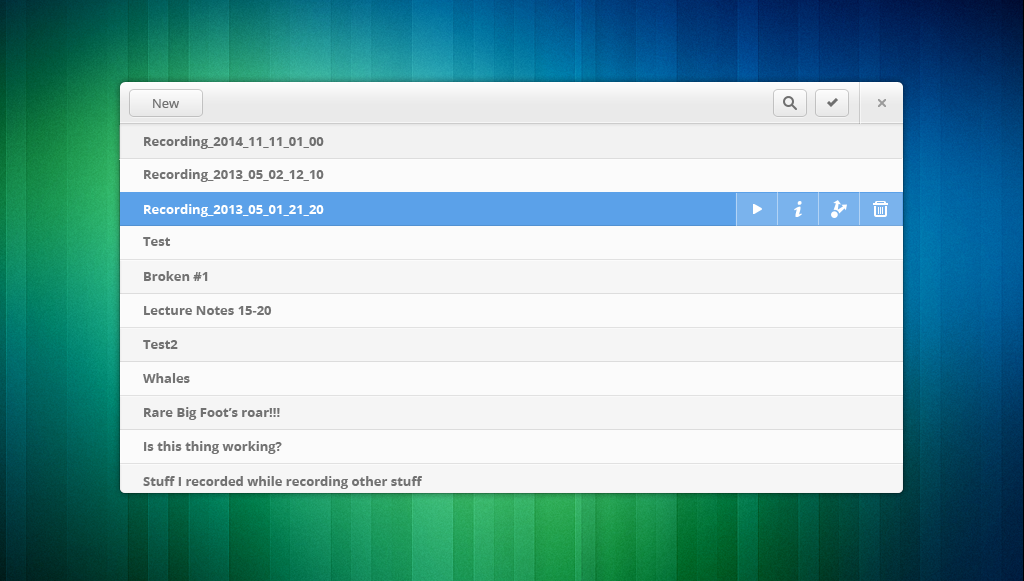 New
Recording_2014_11_11_01_00
Recording_2013_05_02_12_10
Recording_2013_05_01_21_20
Test
Broken #1
Lecture Notes 15-20
Test2
Whales
Rare Big Foot’s roar!!!
Is this thing working?
Stuff I recorded while recording other stuff